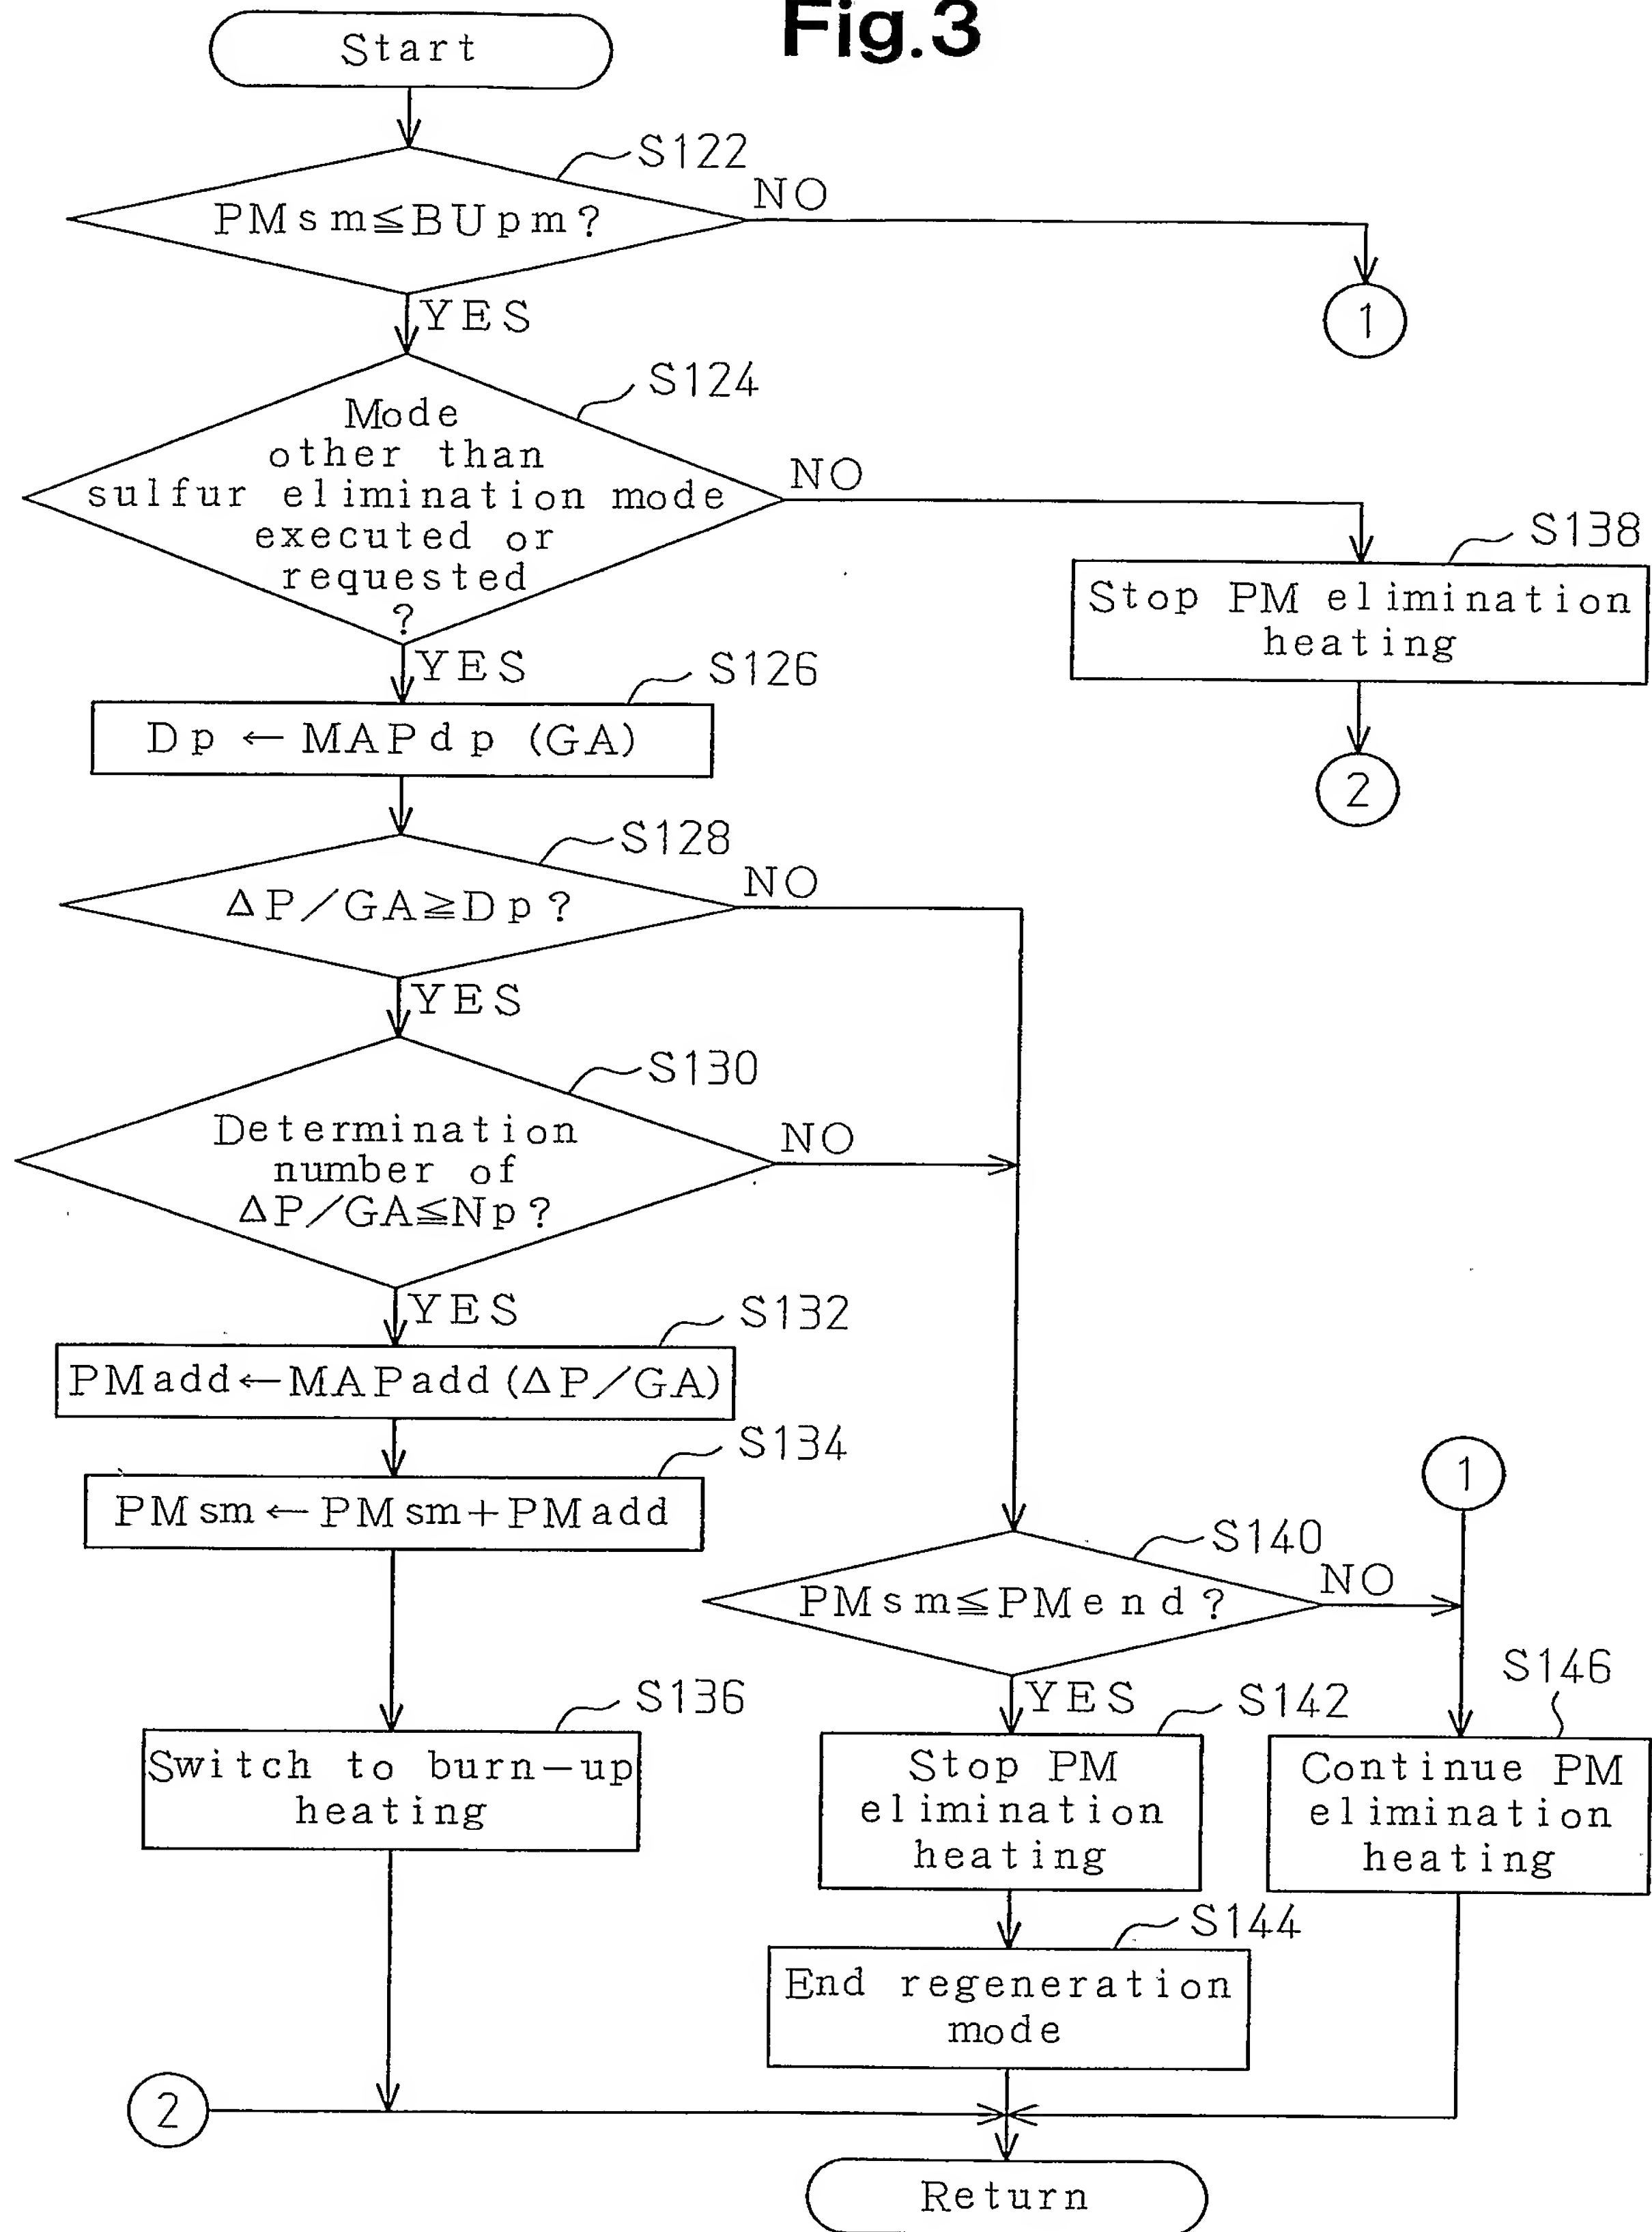 Fig.3
Start
S122
PMsm≦BUpm?
NO
1
YES
S124
Mode
other than
sulfur elimination mode
executed or
requested
?
NO
S138
Stop PM elimination
heating
2
YES
S126
Dp ← MAPdp (GA)
S128
ΔP/GA≧Dp?
NO
YES
S130
Determination
number of
ΔP/GA≦Np?
NO
YES
S132
PMadd←MAPadd(ΔP/GA)
S134
PMsm←PMsm+PMadd
1
S140
PMsm≦PMend?
NO
YES
S136
Switch to burn-up
heating
S142
Stop PM
elimination
heating
S146
Continue PM
elimination
heating
S144
End regeneration
mode
2
Return